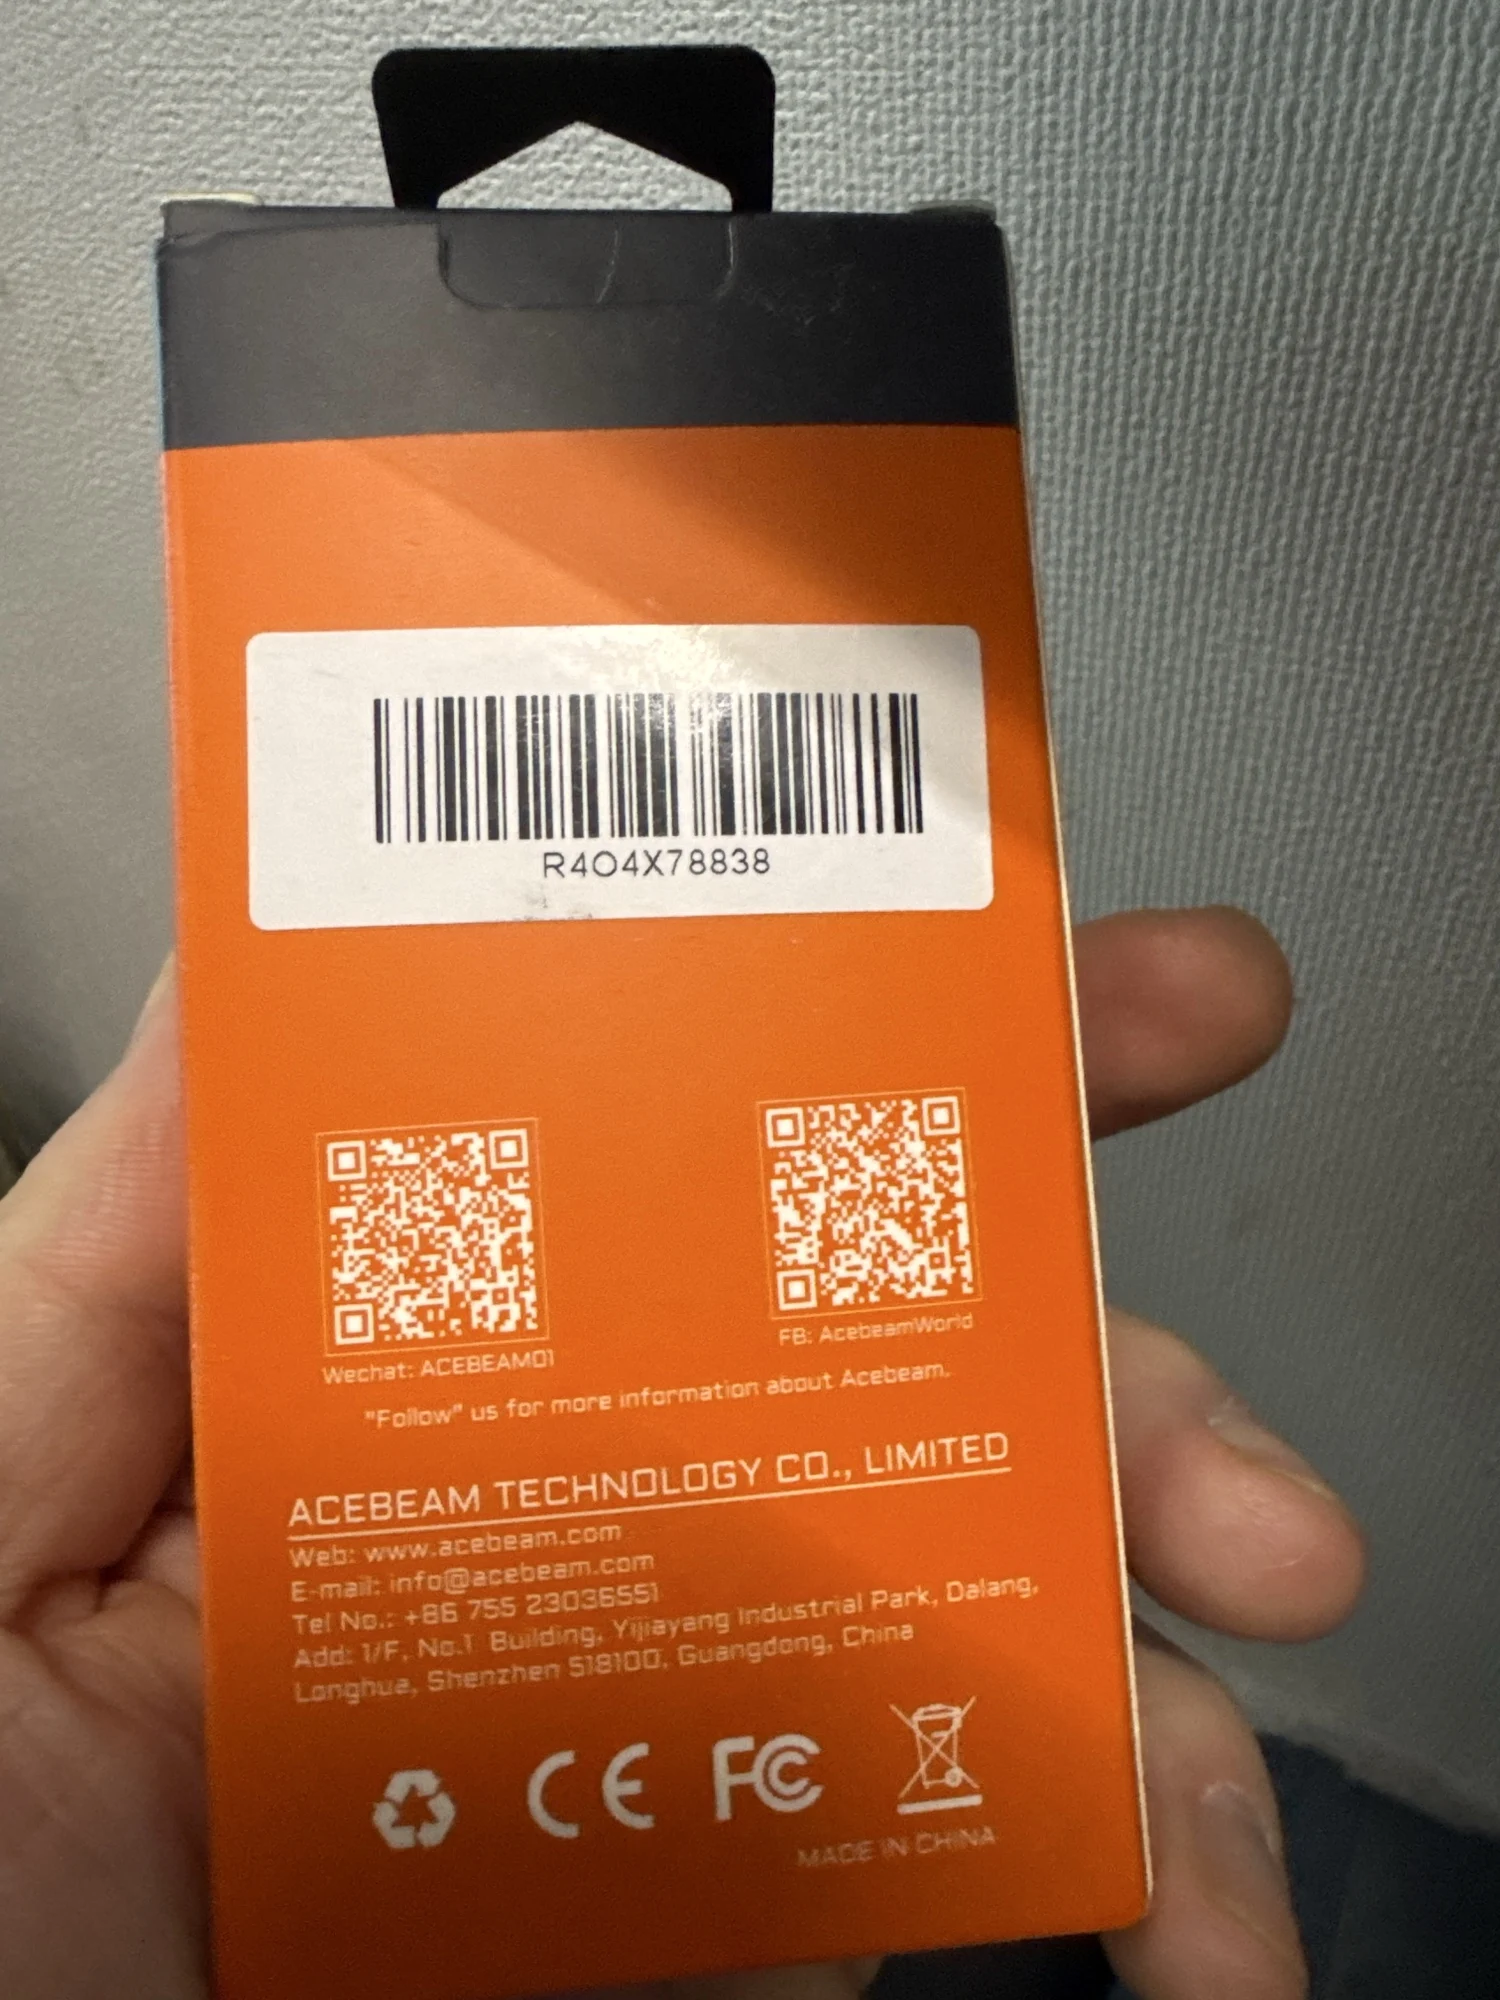 R404X78838
Wechat: ACEBEAM01
FB: AcebeamWorld
"Follow" us for more information about Acebeam.
ACEBEAM TECHNOLOGY CO., LIMITED
Web: www.acebeam.com
E-mail: info@acebeam.com
Tel No.: +86 755 23036551
Add: 1/F, No.1 Building, Yijiayang Industrial Park, Dalang,
Longhua, Shenzhen 518100, Guangdong, China
CE FC
MADE IN CHINA